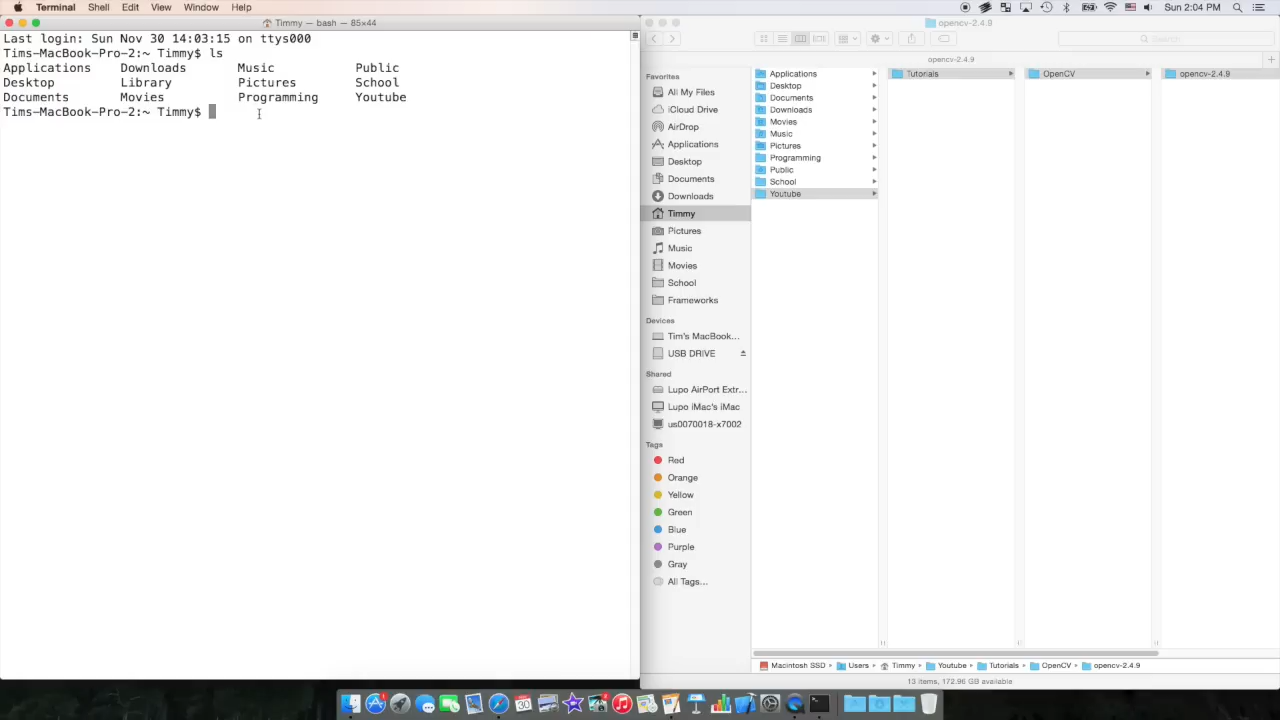 Terminal Shell Edit View Window Help Sun 2:04 PM
Timmy — bash — 85×44
Last login: Sun Nov 30 14:03:15 on ttys000
Tims-MacBook-Pro-2:~ Timmy$ ls
Applications Downloads Music Public
Desktop Library Pictures School
Documents Movies Programming Youtube
Tims-MacBook-Pro-2:~ Timmy$
opencv-2.4.9
Search
opencv-2.4.9
Favorites
All My Files
iCloud Drive
AirDrop
Applications
Desktop
Documents
Downloads
Timmy
Pictures
Music
Movies
School
Frameworks
Devices
Tim's MacBook...
USB DRIVE
Shared
Lupo AirPort Extr...
Lupo iMac's iMac
us0070018-x7002
Tags
Red
Orange
Yellow
Green
Blue
Purple
Gray
All Tags...
Applications
Desktop
Documents
Downloads
Movies
Music
Pictures
Programming
Public
School
Youtube
Tutorials
OpenCV
opencv-2.4.9
Macintosh SSD ▸ Users ▸ Timmy ▸ Youtube ▸ Tutorials ▸ OpenCV ▸ opencv-2.4.9
13 items, 172.96 GB available